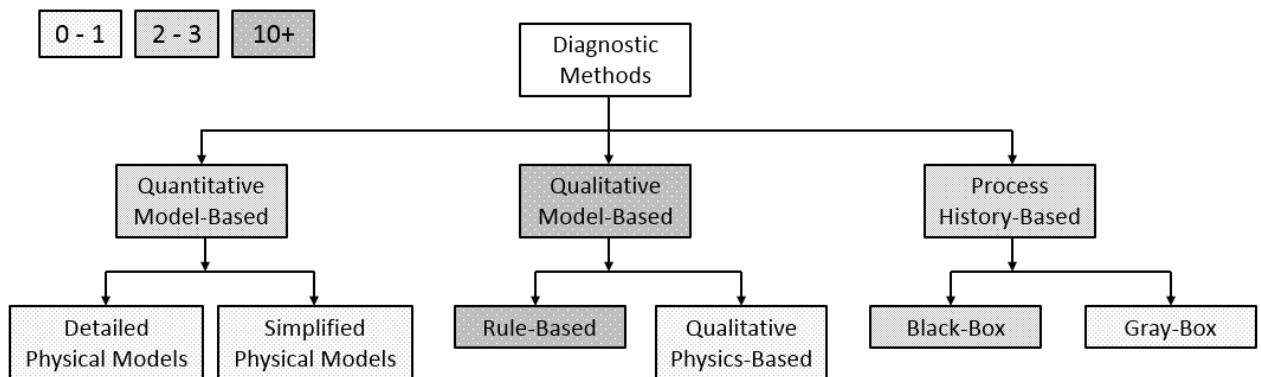 0 - 1
2 - 3
10+
Diagnostic
Methods
Quantitative
Model-Based
Qualitative
Model-Based
Process
History-Based
Detailed
Physical Models
Simplified
Physical Models
Rule-Based
Qualitative
Physics-Based
Black-Box
Gray-Box